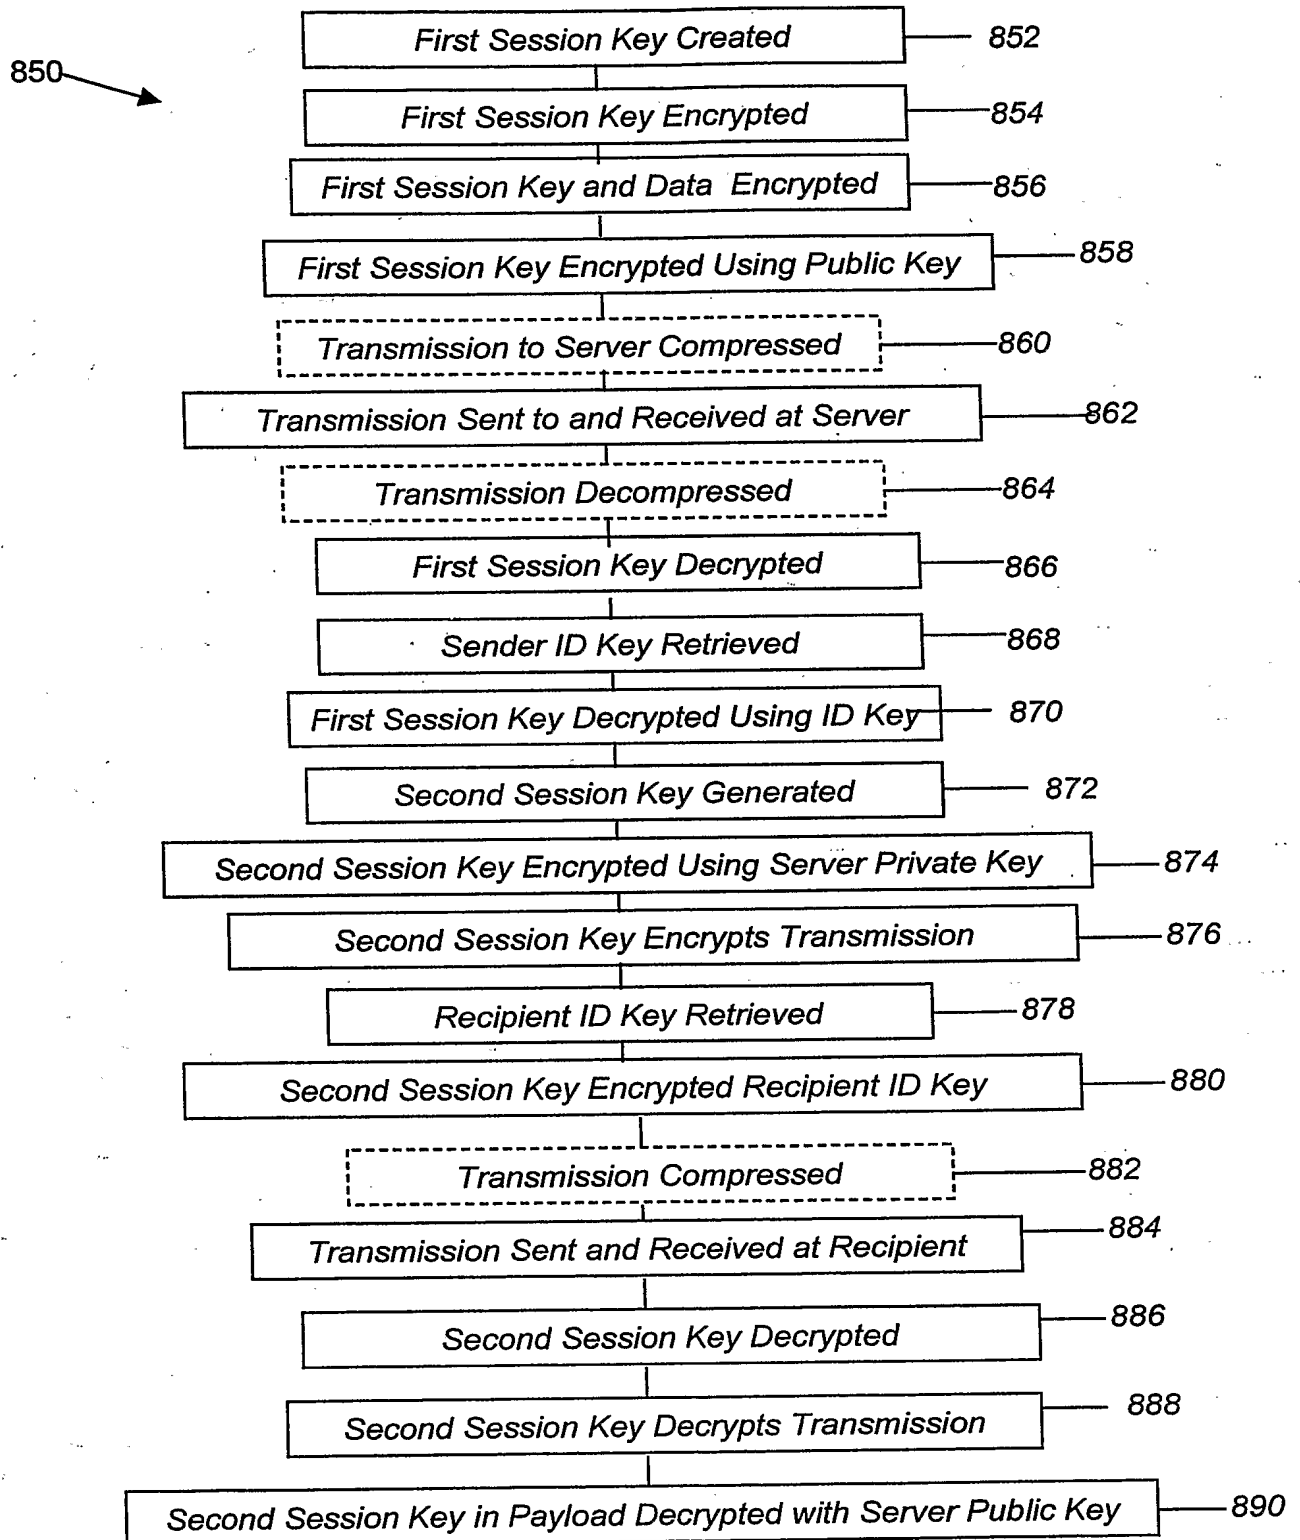 First Session Key Created 852
850
First Session Key Encrypted 854
First Session Key and Data Encrypted 856
First Session Key Encrypted Using Public Key 858
Transmission to Server Compressed 860
Transmission Sent to and Received at Server 862
Transmission Decompressed 864
First Session Key Decrypted 866
Sender ID Key Retrieved 868
First Session Key Decrypted Using ID Key 870
Second Session Key Generated 872
Second Session Key Encrypted Using Server Private Key 874
Second Session Key Encrypts Transmission 876
Recipient ID Key Retrieved 878
Second Session Key Encrypted Recipient ID Key 880
Transmission Compressed 882
Transmission Sent and Received at Recipient 884
Second Session Key Decrypted 886
Second Session Key Decrypts Transmission 888
Second Session Key in Payload Decrypted with Server Public Key 890